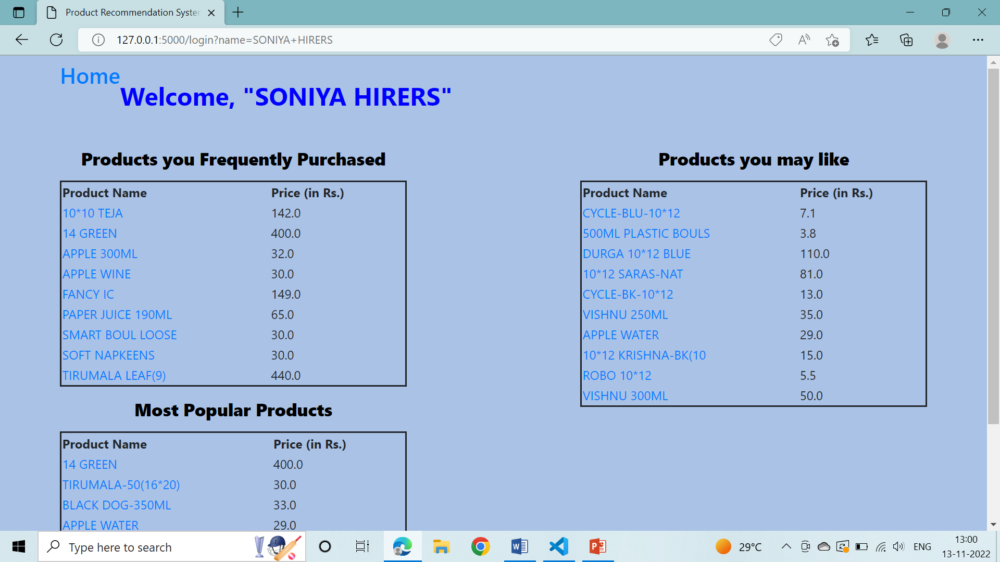 Product Recommendation Syster
127.0.0.1:5000/login?name=SONIYA+HIRERS
Home
Welcome, "SONIYA HIRERS"
Products you Frequently Purchased
Product Name Price (in Rs.)
10*10 TEJA 142.0
14 GREEN 400.0
APPLE 300ML 32.0
APPLE WINE 30.0
FANCY IC 149.0
PAPER JUICE 190ML 65.0
SMART BOUL LOOSE 30.0
SOFT NAPKEENS 30.0
TIRUMALA LEAF(9) 440.0
Most Popular Products
Product Name Price (in Rs.)
14 GREEN 400.0
TIRUMALA-50(16*20) 30.0
BLACK DOG-350ML 33.0
APPLE WATER 29.0
Products you may like
Product Name Price (in Rs.)
CYCLE-BLU-10*12 7.1
500ML PLASTIC BOULS 3.8
DURGA 10*12 BLUE 110.0
10*12 SARAS-NAT 81.0
CYCLE-BK-10*12 13.0
VISHNU 250ML 35.0
APPLE WATER 29.0
10*12 KRISHNA-BK(10 15.0
ROBO 10*12 5.5
VISHNU 300ML 50.0
Type here to search
29°C
ENG
13:00
13-11-2022